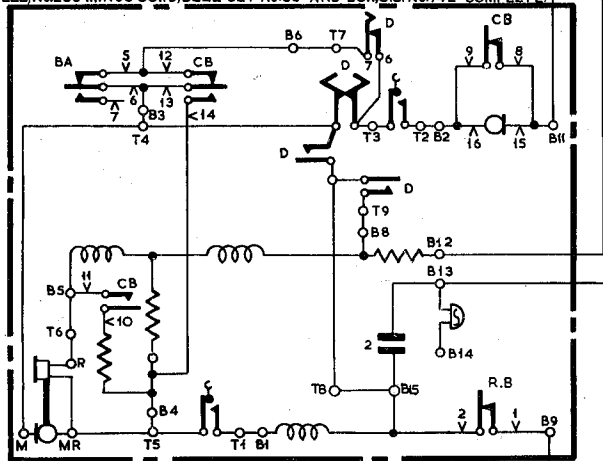 D
CB
B6 T7
BA 5 12 CB
7 6
9 8
D
6 13
B3
7 14
T4
C
T3 T2 B2 16 15 B11
D
D
T9
B8
B12
B13
B5 11 CB
10
T6
2
B14
R
T8 B15
C
R.B
B4
2 1
M MR T5 T1 B1 B9